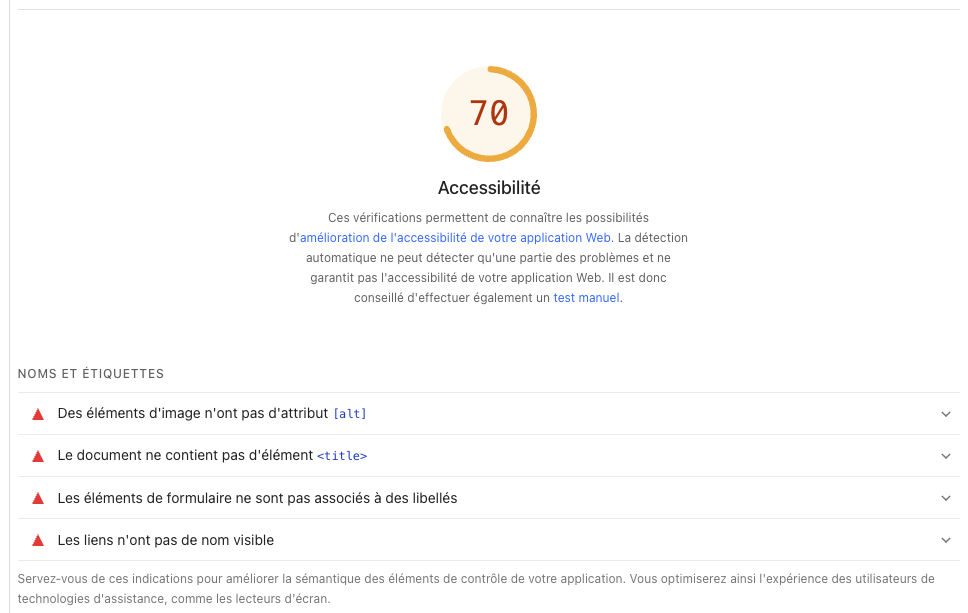 70
Accessibilité
Ces vérifications permettent de connaître les possibilités
d'amélioration de l'accessibilité de votre application Web. La détection
automatique ne peut détecter qu'une partie des problèmes et ne
garantit pas l'accessibilité de votre application Web. Il est donc
conseillé d'effectuer également un test manuel.
NOMS ET ÉTIQUETTES
Des éléments d'image n'ont pas d'attribut [alt]
Le document ne contient pas d'élément <title>
Les éléments de formulaire ne sont pas associés à des libellés
Les liens n'ont pas de nom visible
Servez-vous de ces indications pour améliorer la sémantique des éléments de contrôle de votre application. Vous optimiserez ainsi l'expérience des utilisateurs de
technologies d'assistance, comme les lecteurs d'écran.